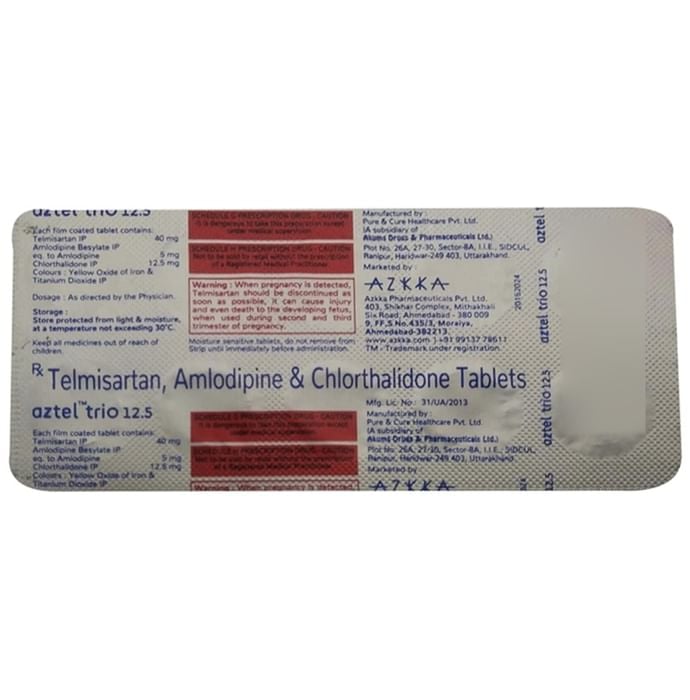 aztel trio 12.5
Each film coated tablet contains:
Telmisartan IP 40 mg
Amlodipine Besylate IP
eq. to Amlodipine 5 mg
Chlorthalidone IP 12.5 mg
Colours : Yellow Oxide of Iron &
Titanium Dioxide IP
Dosage : As directed by the Physician.
Storage :
Store protected from light & moisture,
at a temperature not exceeding 30°C.
Keep all medicines out of reach of
children.
SCHEDULE G PRESCRIPTION DRUG - CAUTION
It is dangerous to take this preparation except
under medical supervision.
SCHEDULE H PRESCRIPTION DRUG - CAUTION
Not to be sold by retail without the prescription
of a Registered Medical Practitioner.
Warning : When pregnancy is detected,
Telmisartan should be discontinued as
soon as possible, it can cause injury
and even death to the developing fetus,
when used during second and third
trimester of pregnancy.
Moisture sensitive tablets, do not remove from
Strip until immediately before administration.
Manufactured by :
Pure & Cure Healthcare Pvt. Ltd.
(A subsidiary of
Akums Drugs & Pharmaceuticals Ltd.)
Plot No. 26A, 27-30, Sector-8A, I.I.E., SIDCUL,
Ranipur, Haridwar-249 403, Uttarakhand.
Marketed by :
AZKKA
Azkka Pharmaceuticals Pvt. Ltd.
403, Shikhar Complex, Mithakhali
Six Road, Ahmedabad - 380 009
9, FF,S.No.435/3, Moraiya,
Ahmedabad-382213.
www.azkka.com | +91 99137 78611
TM - Trademark under registration.
20152024
aztel t
aztel trio 12.5
aztel trio 12.5
12.5
Rx Telmisartan, Amlodipine & Chlorthalidone Tablets
aztel™ trio 12.5
Each film coated tablet contains:
Telmisartan IP 40 mg
Amlodipine Besylate IP
eq. to Amlodipine 5 mg
Chlorthalidone IP 12.5 mg
Colours : Yellow Oxide of Iron &
Titanium Dioxide IP
SCHEDULE G PRESCRIPTION DRUG - CAUTION
It is dangerous to take this preparation except
under medical supervision.
SCHEDULE H PRESCRIPTION DRUG - CAUTION
Not to be sold by retail without the prescription
of a Registered Medical Practitioner.
Warning : When pregnancy is detected,
Mfg. Lic. No.: 31/UA/2013
Manufactured by :
Pure & Cure Healthcare Pvt. Ltd.
(A subsidiary of
Akums Drugs & Pharmaceuticals Ltd.)
Plot No. 26A, 27-30, Sector-8A, I.I.E., SIDCUL,
Ranipur, Haridwar-249 403, Uttarakhand.
Marketed by
AZKKA